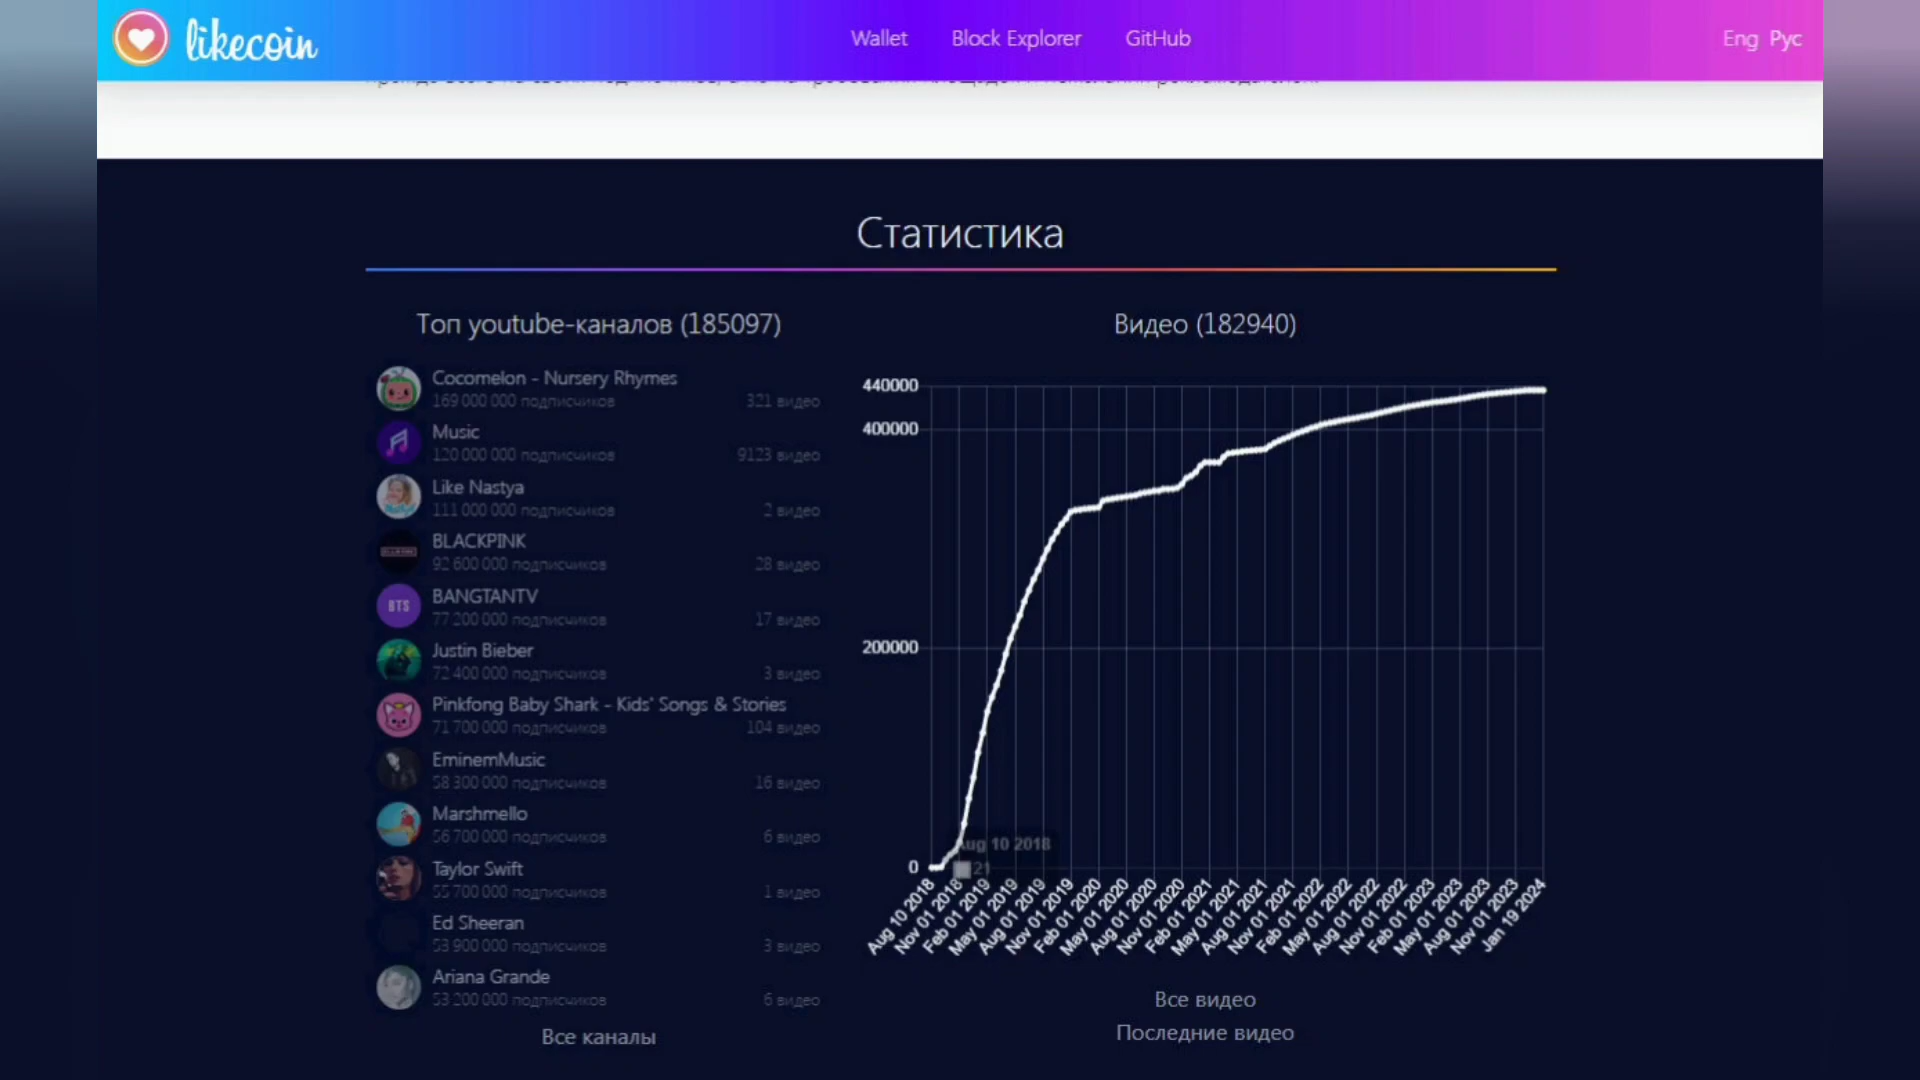 likecoin
Wallet
Block Explorer
GitHub
Eng Рус
Статистика
Топ youtube-каналов (185097)
Cocomelon - Nursery Rhymes
169 000 000 подписчиков
321 видео
Music
120 000 000 подписчиков
9123 видео
Like Nastya
111 000 000 подписчиков
2 видео
BLACKPINK
92 600 000 подписчиков
28 видео
BTS
BANGTANTV
77 200 000 подписчиков
17 видео
Justin Bieber
72 400 000 подписчиков
3 видео
Pinkfong Baby Shark - Kids' Songs & Stories
71 700 000 подписчиков
104 видео
EminemMusic
58 300 000 подписчиков
16 видео
Marshmello
56 700 000 подписчиков
6 видео
Taylor Swift
55 700 000 подписчиков
1 видео
Ed Sheeran
53 900 000 подписчиков
3 видео
Ariana Grande
53 200 000 подписчиков
6 видео
Все каналы
Видео (182940)
440000
400000
200000
0
Aug 10 2018
21
Aug 10 2018
Nov 01 2018
Feb 01 2019
May 01 2019
Aug 01 2019
Nov 01 2019
Feb 01 2020
May 01 2020
Aug 01 2020
Nov 01 2020
Feb 01 2021
May 01 2021
Aug 01 2021
Nov 01 2021
Feb 01 2022
May 01 2022
Aug 01 2022
Nov 01 2022
Feb 01 2023
May 01 2023
Aug 01 2023
Nov 01 2023
Jan 19 2024
Все видео
Последние видео